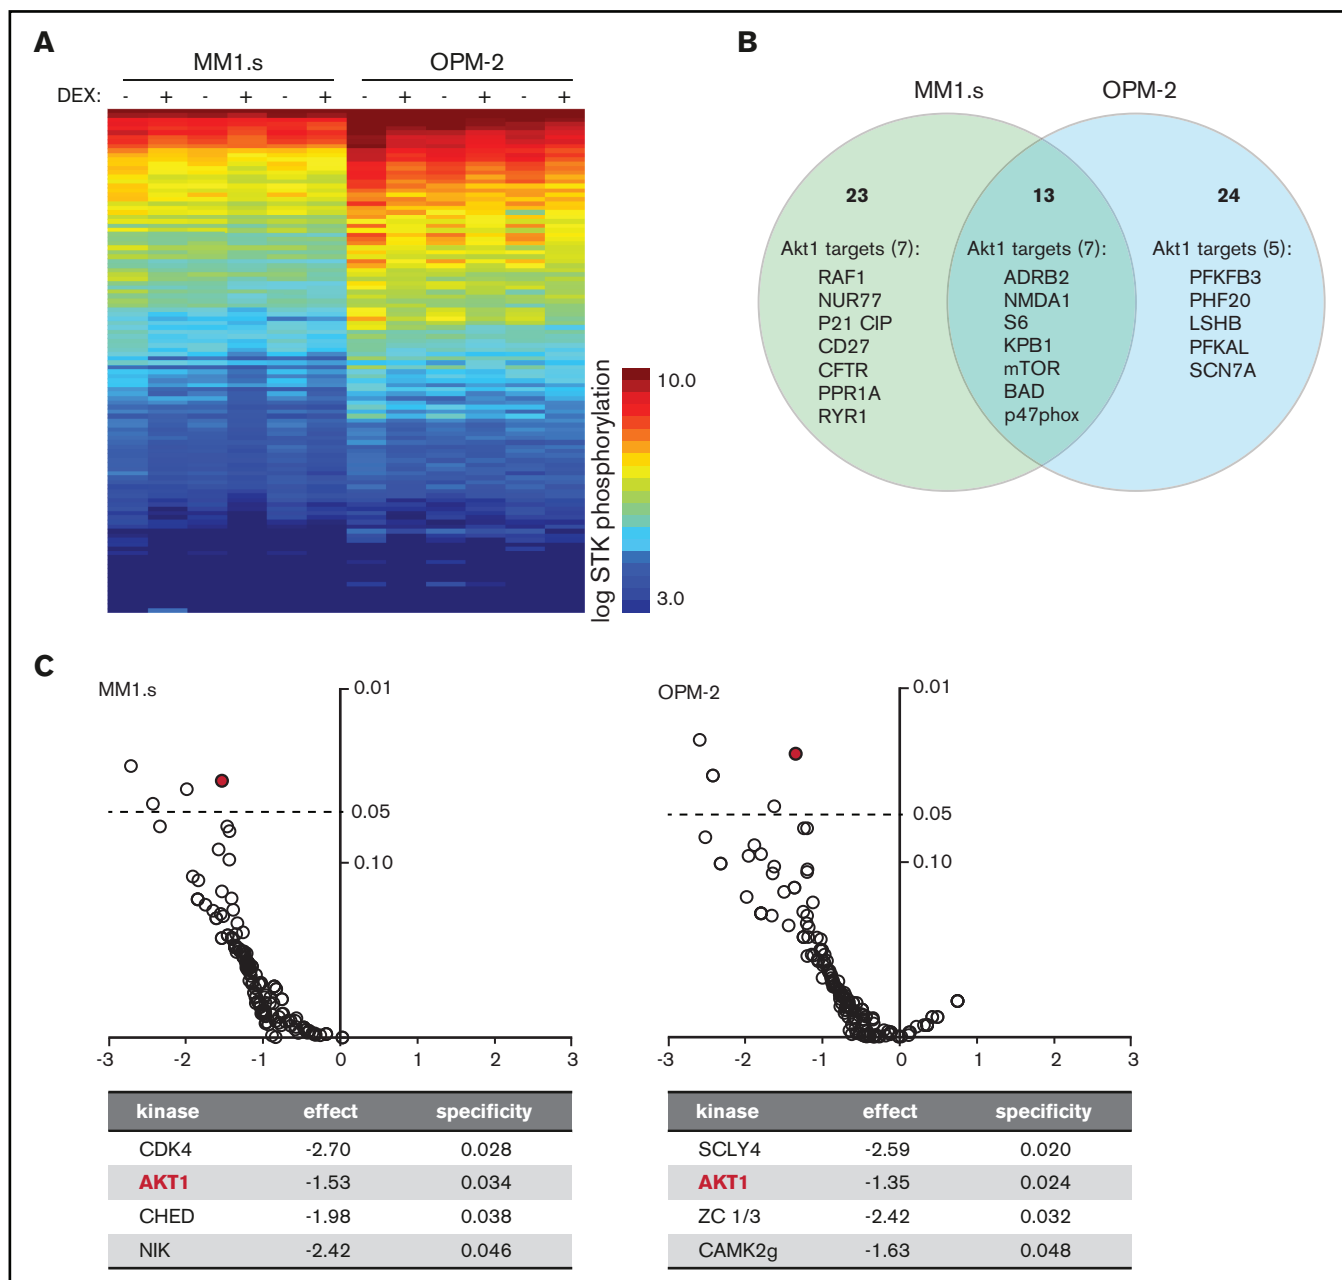 A
MM1.s OPM-2
DEX: - + - + - + - + - + - +
log STK phosphorylation
10.0
3.0
B
MM1.s OPM-2
23 13 24
Akt1 targets (7): Akt1 targets (7): Akt1 targets (5):
RAF1 ADRB2 PFKFB3
NUR77 NMDA1 PHF20
P21 CIP S6 LSHB
CD27 KPB1 PFKAL
CFTR mTOR SCN7A
PPR1A BAD
RYR1 p47phox
C
MM1.s
0.01
0.05
0.10
-3 -2 -1 0 1 2 3
kinase effect specificity
CDK4 -2.70 0.028
AKT1 -1.53 0.034
CHED -1.98 0.038
NIK -2.42 0.046
OPM-2
0.01
0.05
0.10
-3 -2 -1 0 1 2 3
kinase effect specificity
SCLY4 -2.59 0.020
AKT1 -1.35 0.024
ZC 1/3 -2.42 0.032
CAMK2g -1.63 0.048